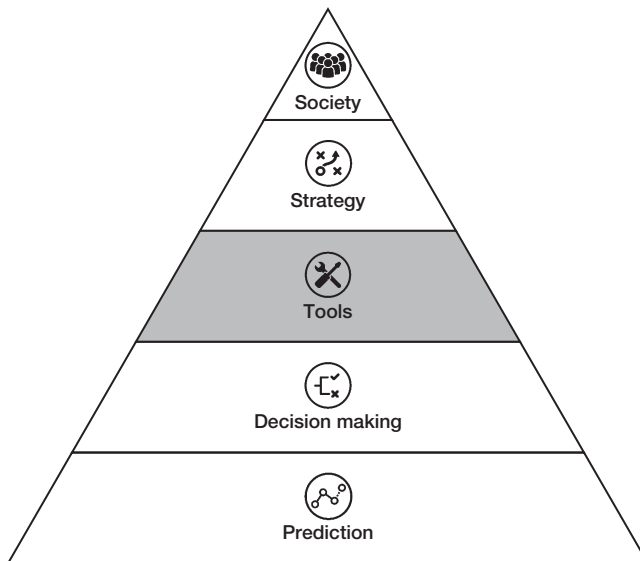 Society
Strategy
Tools
Decision making
Prediction